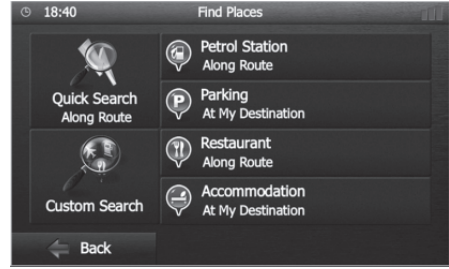 18:40 Find Places
Quick Search
Along Route
Custom Search
Petrol Station
Along Route
P Parking
At My Destination
Restaurant
Along Route
Accommodation
At My Destination
Back